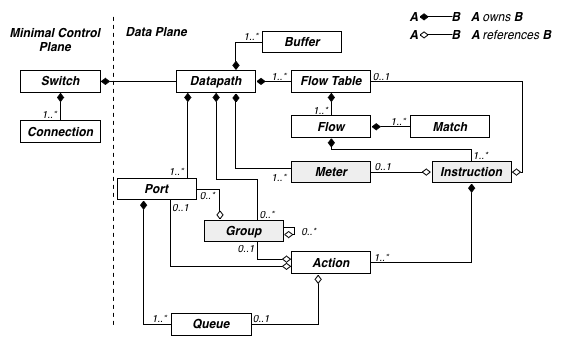 A B A owns B
A B A references B
Minimal Control
Plane
Data Plane
1..*
Buffer
Switch
Datapath
1..*
Flow Table
0..1
1..*
Connection
1..*
Flow
1..*
Match
1..*
1..*
Meter
0..1
Instruction
1..*
Port
0..*
0..1
0..*
Group
0..*
0..1
Action
1..*
1..*
Queue
0..1